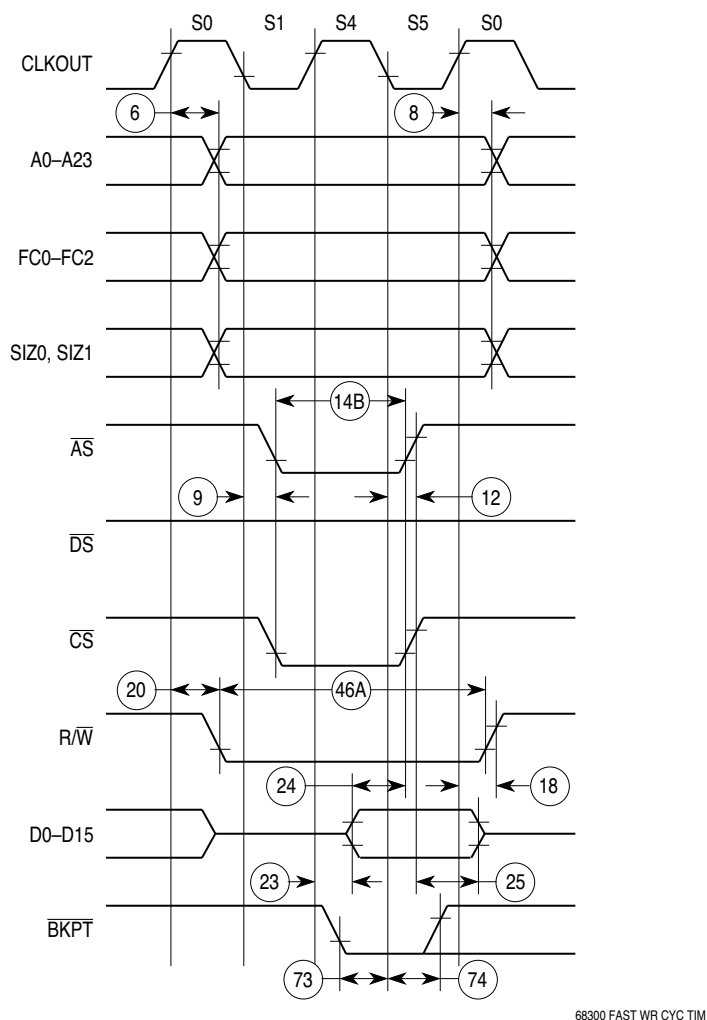 S0 S1 S4 S5 S0
CLKOUT
6 8
A0–A23
FC0–FC2
SIZ0, SIZ1
14B
AS
9 12
DS
CS
20 46A
R/W
24 18
D0–D15
23 25
BKPT
73 74
68300 FAST WR CYC TIM